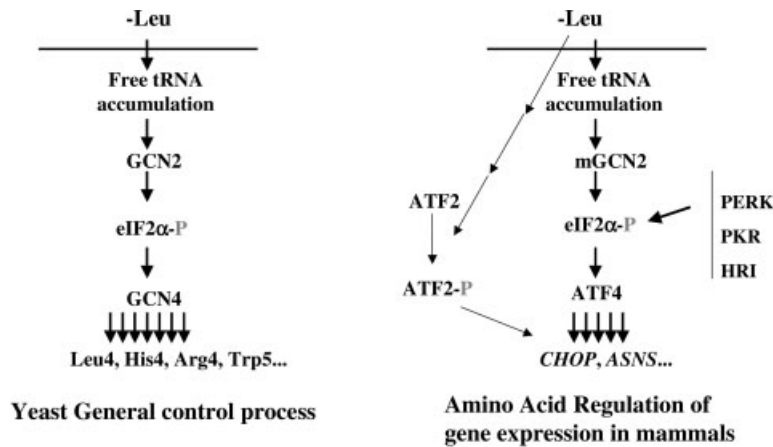 -Leu
Free tRNA
accumulation
GCN2
eIF2α-P
GCN4
Leu4, His4, Arg4, Trp5...
Yeast General control process
-Leu
Free tRNA
accumulation
mGCN2
ATF2
eIF2α-P
PERK
PKR
HRI
ATF2-P
ATF4
CHOP, ASNS...
Amino Acid Regulation of
gene expression in mammals